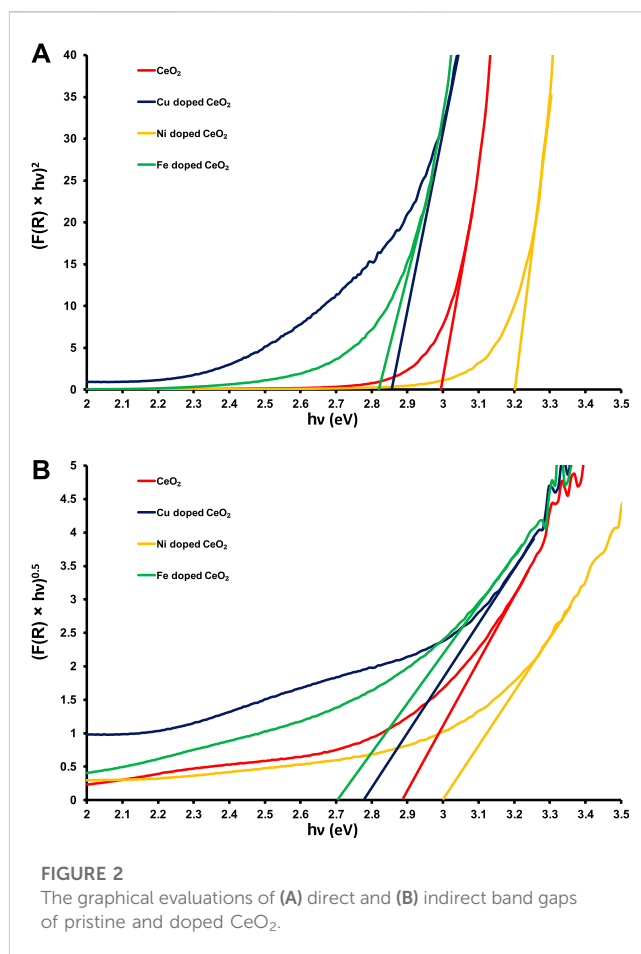 A
40
35
30
25
20
15
10
5
0
(F(R) × hν)²
CeO₂
Cu doped CeO₂
Ni doped CeO₂
Fe doped CeO₂
2 2.1 2.2 2.3 2.4 2.5 2.6 2.7 2.8 2.9 3 3.1 3.2 3.3 3.4 3.5
hν (eV)
B
5
4.5
4
3.5
3
2.5
2
1.5
1
0.5
0
(F(R) × hν)⁰·⁵
CeO₂
Cu doped CeO₂
Ni doped CeO₂
Fe doped CeO₂
2 2.1 2.2 2.3 2.4 2.5 2.6 2.7 2.8 2.9 3 3.1 3.2 3.3 3.4 3.5
hν (eV)
FIGURE 2
The graphical evaluations of (A) direct and (B) indirect band gaps
of pristine and doped CeO₂.